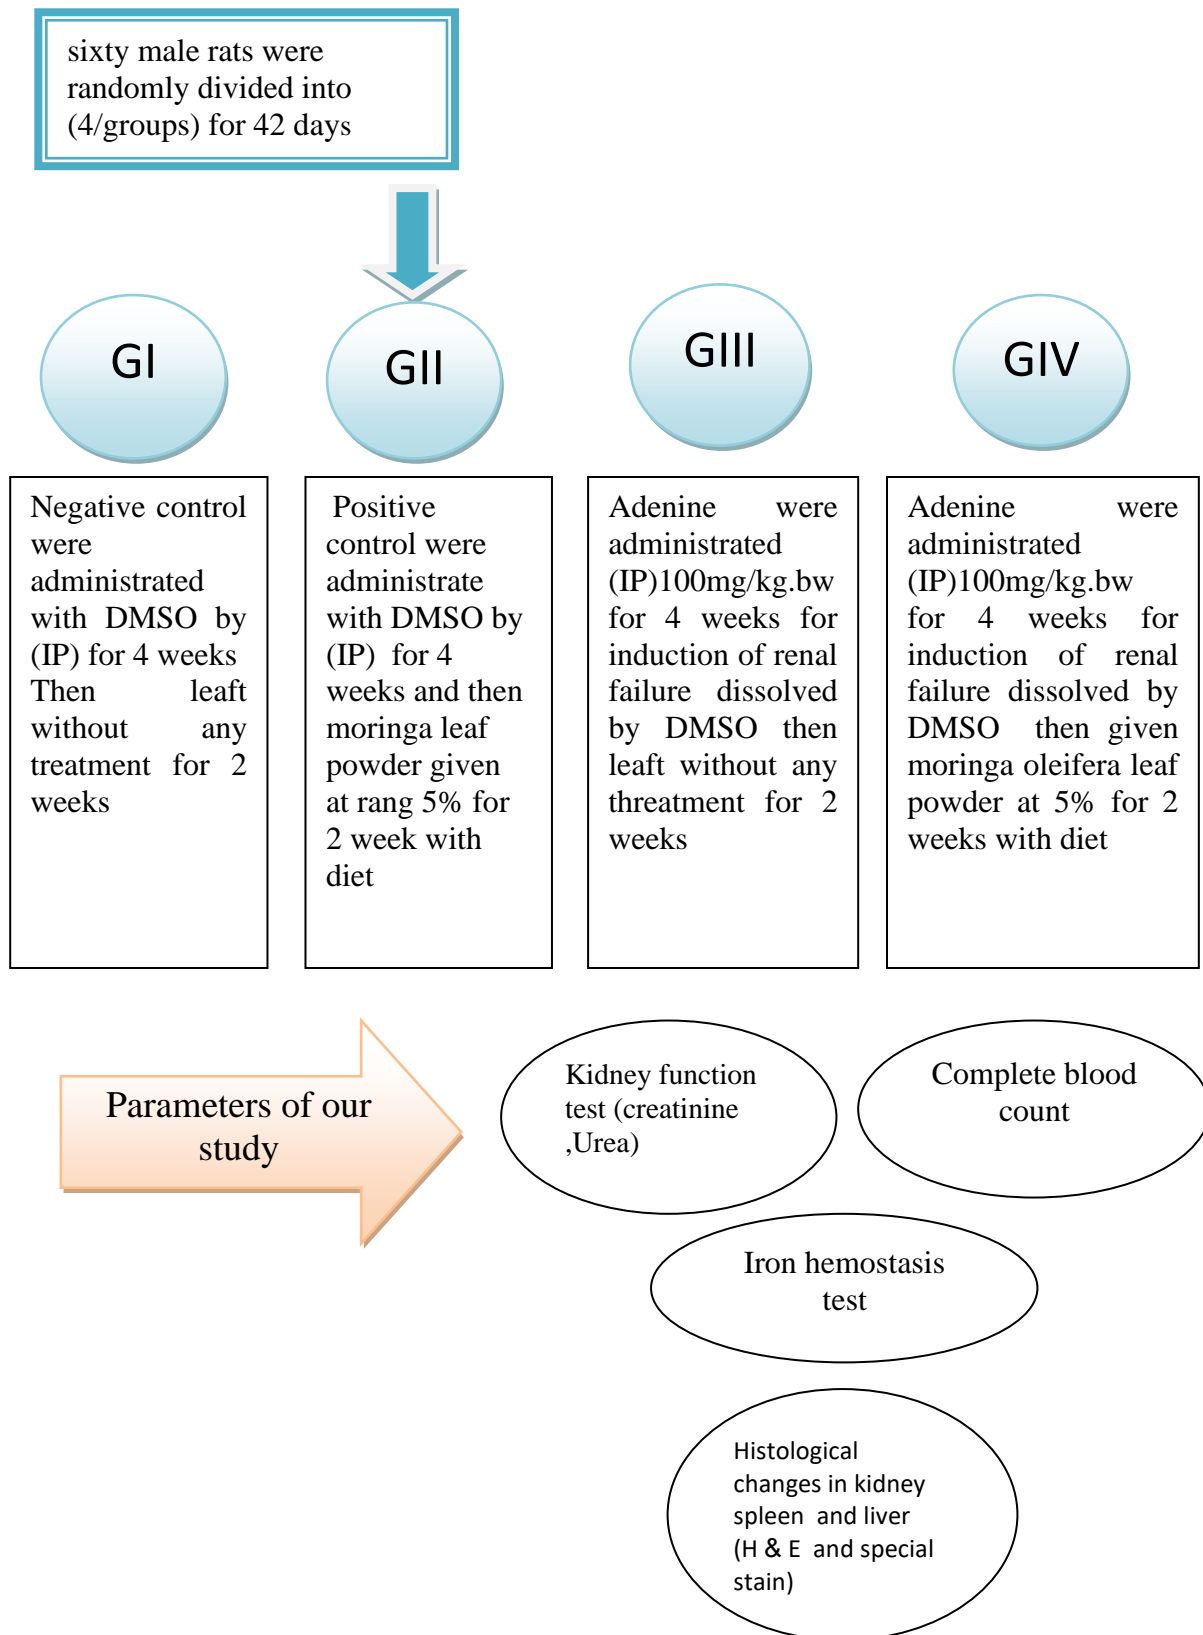 sixty male rats were
randomly divided into
(4/groups) for 42 days
GI
GII
GIII
GIV
Negative control
were
administrated
with DMSO by
(IP) for 4 weeks
Then leaft
without any
treatment for 2
weeks
Positive
control were
administrate
with DMSO by
(IP) for 4
weeks and then
moringa leaf
powder given
at rang 5% for
2 week with
diet
Adenine were
administrated
(IP)100mg/kg.bw
for 4 weeks for
induction of renal
failure dissolved
by DMSO then
leaft without any
threatment for 2
weeks
Adenine were
administrated
(IP)100mg/kg.bw
for 4 weeks for
induction of renal
failure dissolved by
DMSO then given
moringa oleifera leaf
powder at 5% for 2
weeks with diet
Parameters of our
study
Kidney function
test (creatinine
,Urea)
Complete blood
count
Iron hemostasis
test
Histological
changes in kidney
spleen and liver
(H & E and special
stain)